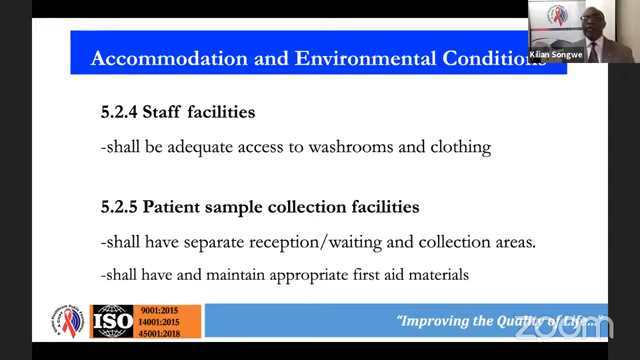 Accommodation and Environmental Conditions
Kilian Songwe
5.2.4 Staff facilities
-shall be adequate access to washrooms and clothing
5.2.5 Patient sample collection facilities
-shall have separate reception/waiting and collection areas.
-shall have and maintain appropriate first aid materials
ISO
9001:2015
14001:2015
45001:2018
“Improving the Quality of Life...”
zoom